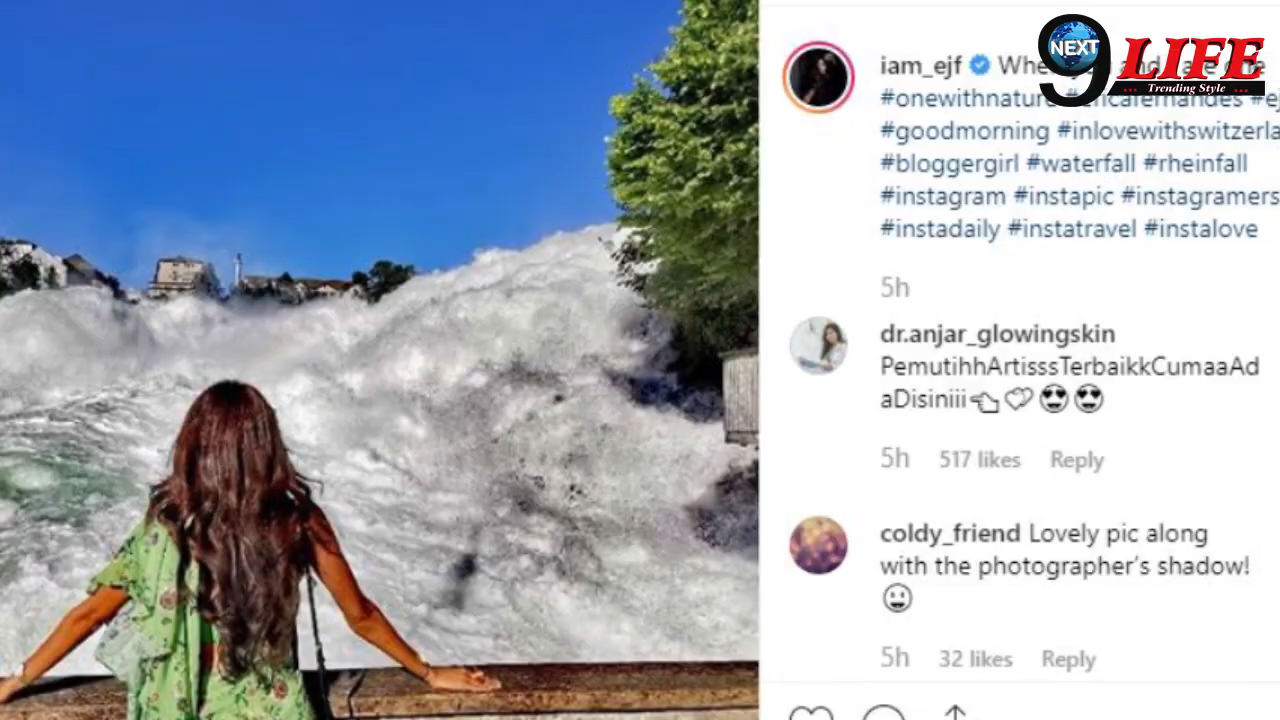 NEXT
9 LIFE
Trending Style
iam_ejf
#onewithnature
#goodmorning
#bloggergirl #waterfall #rheinfall
#instagram #instapic #instagramers
#instadaily #instatravel #instalove
5h
dr.anjar_glowingskin
PemutihhArtisssTerbaikkCumaaAd
aDisiniii
5h 517 likes Reply
coldy_friend Lovely pic along
with the photographer's shadow!
5h 32 likes Reply